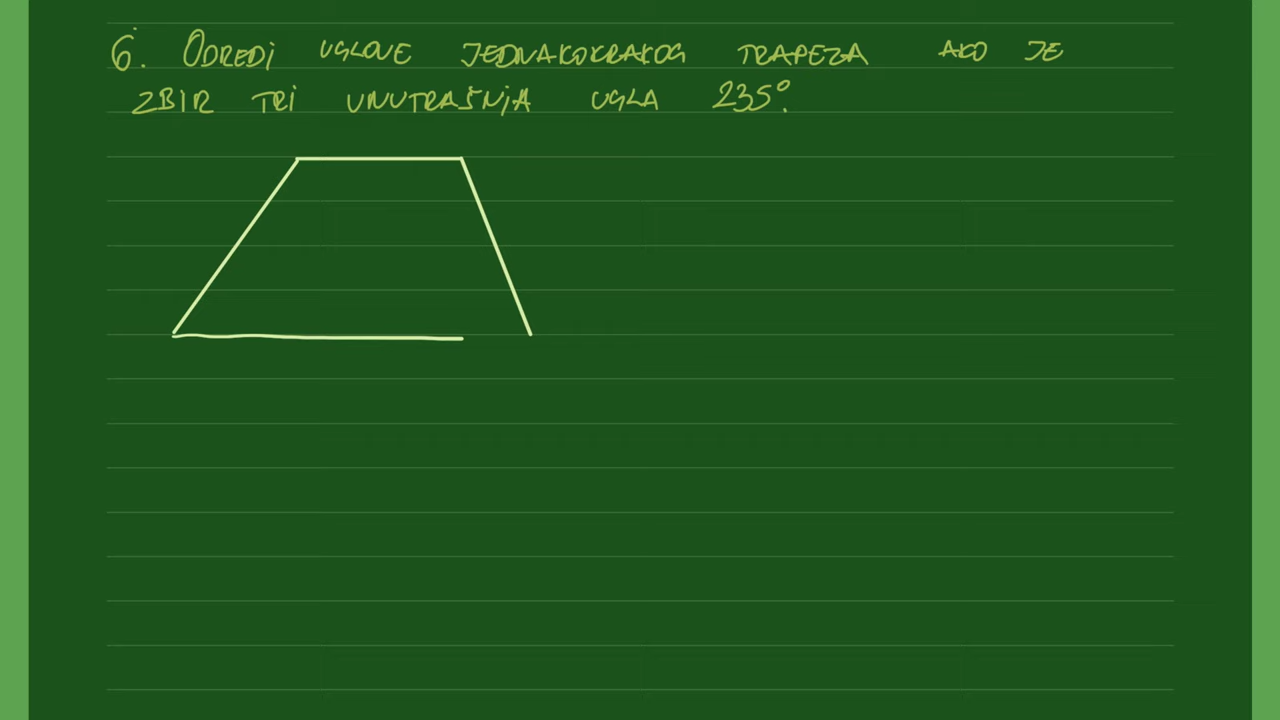 6. ODREDI UGLOVE JEDNAKOKRAKOG TRAPEZA AKO JE
ZBIR TRI UNUTRAŠNJA UGLA 235°.